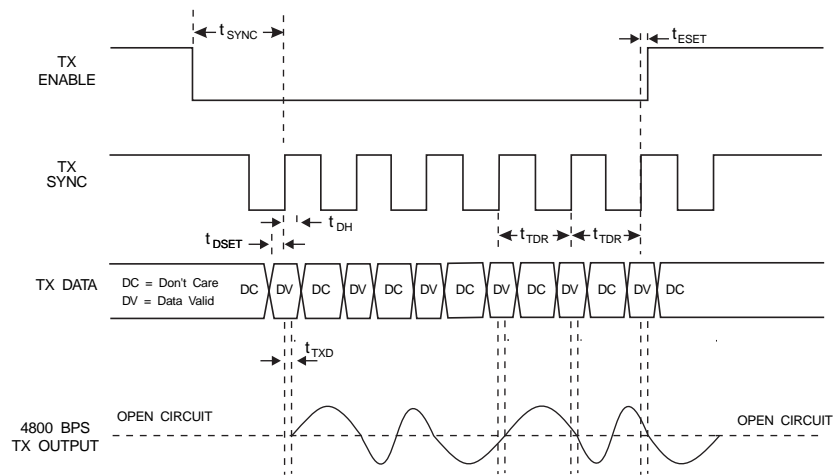 tSYNC
tESET
TX
ENABLE
TX
SYNC
tDH
tDSET
tTDR tTDR
TX DATA
DC = Don't Care
DV = Data Valid
DC DV DC DV DC DV DC DV DC DV DC DV DC
tTXD
4800 BPS
TX OUTPUT
OPEN CIRCUIT
OPEN CIRCUIT